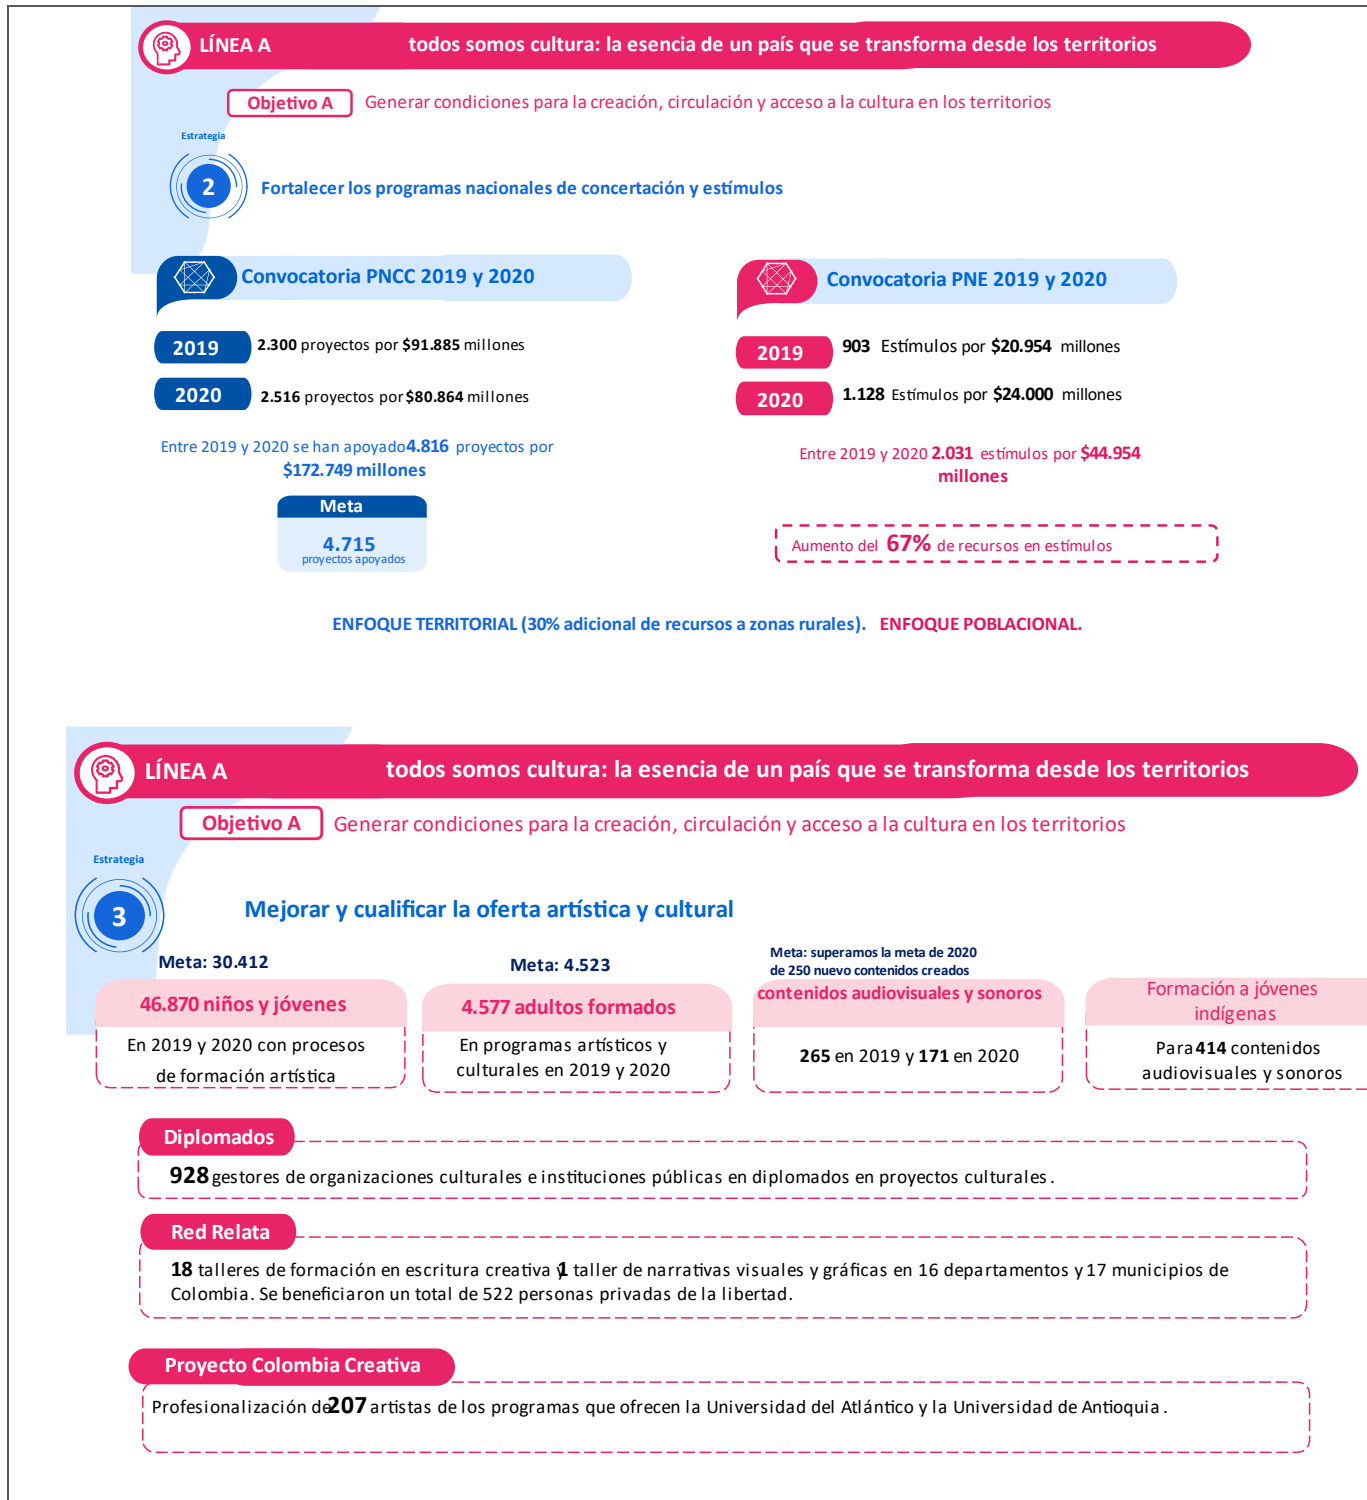 LÍNEA A todos somos cultura: la esencia de un país que se transforma desde los territorios
Objetivo A Generar condiciones para la creación, circulación y acceso a la cultura en los territorios
Estrategia
2 Fortalecer los programas nacionales de concertación y estímulos
Convocatoria PNCC 2019 y 2020
2019 2.300 proyectos por $91.885 millones
2020 2.516 proyectos por $80.864 millones
Entre 2019 y 2020 se han apoyado 4.816 proyectos por
$172.749 millones
Meta
4.715
proyectos apoyados
Convocatoria PNE 2019 y 2020
2019 903 Estímulos por $20.954 millones
2020 1.128 Estímulos por $24.000 millones
Entre 2019 y 2020 2.031 estímulos por $44.954
millones
Aumento del 67% de recursos en estímulos
ENFOQUE TERRITORIAL (30% adicional de recursos a zonas rurales). ENFOQUE POBLACIONAL.
LÍNEA A todos somos cultura: la esencia de un país que se transforma desde los territorios
Objetivo A Generar condiciones para la creación, circulación y acceso a la cultura en los territorios
Estrategia
3 Mejorar y cualificar la oferta artística y cultural
Meta: 30.412
46.870 niños y jóvenes
En 2019 y 2020 con procesos
de formación artística
Meta: 4.523
4.577 adultos formados
En programas artísticos y
culturales en 2019 y 2020
Meta: superamos la meta de 2020
de 250 nuevo contenidos creados
contenidos audiovisuales y sonoros
265 en 2019 y 171 en 2020
Formación a jóvenes
indígenas
Para 414 contenidos
audiovisuales y sonoros
Diplomados
928 gestores de organizaciones culturales e instituciones públicas en diplomados en proyectos culturales.
Red Relata
18 talleres de formación en escritura creativa y 1 taller de narrativas visuales y gráficas en 16 departamentos y 17 municipios de
Colombia. Se beneficiaron un total de 522 personas privadas de la libertad.
Proyecto Colombia Creativa
Profesionalización de 207 artistas de los programas que ofrecen la Universidad del Atlántico y la Universidad de Antioquia.